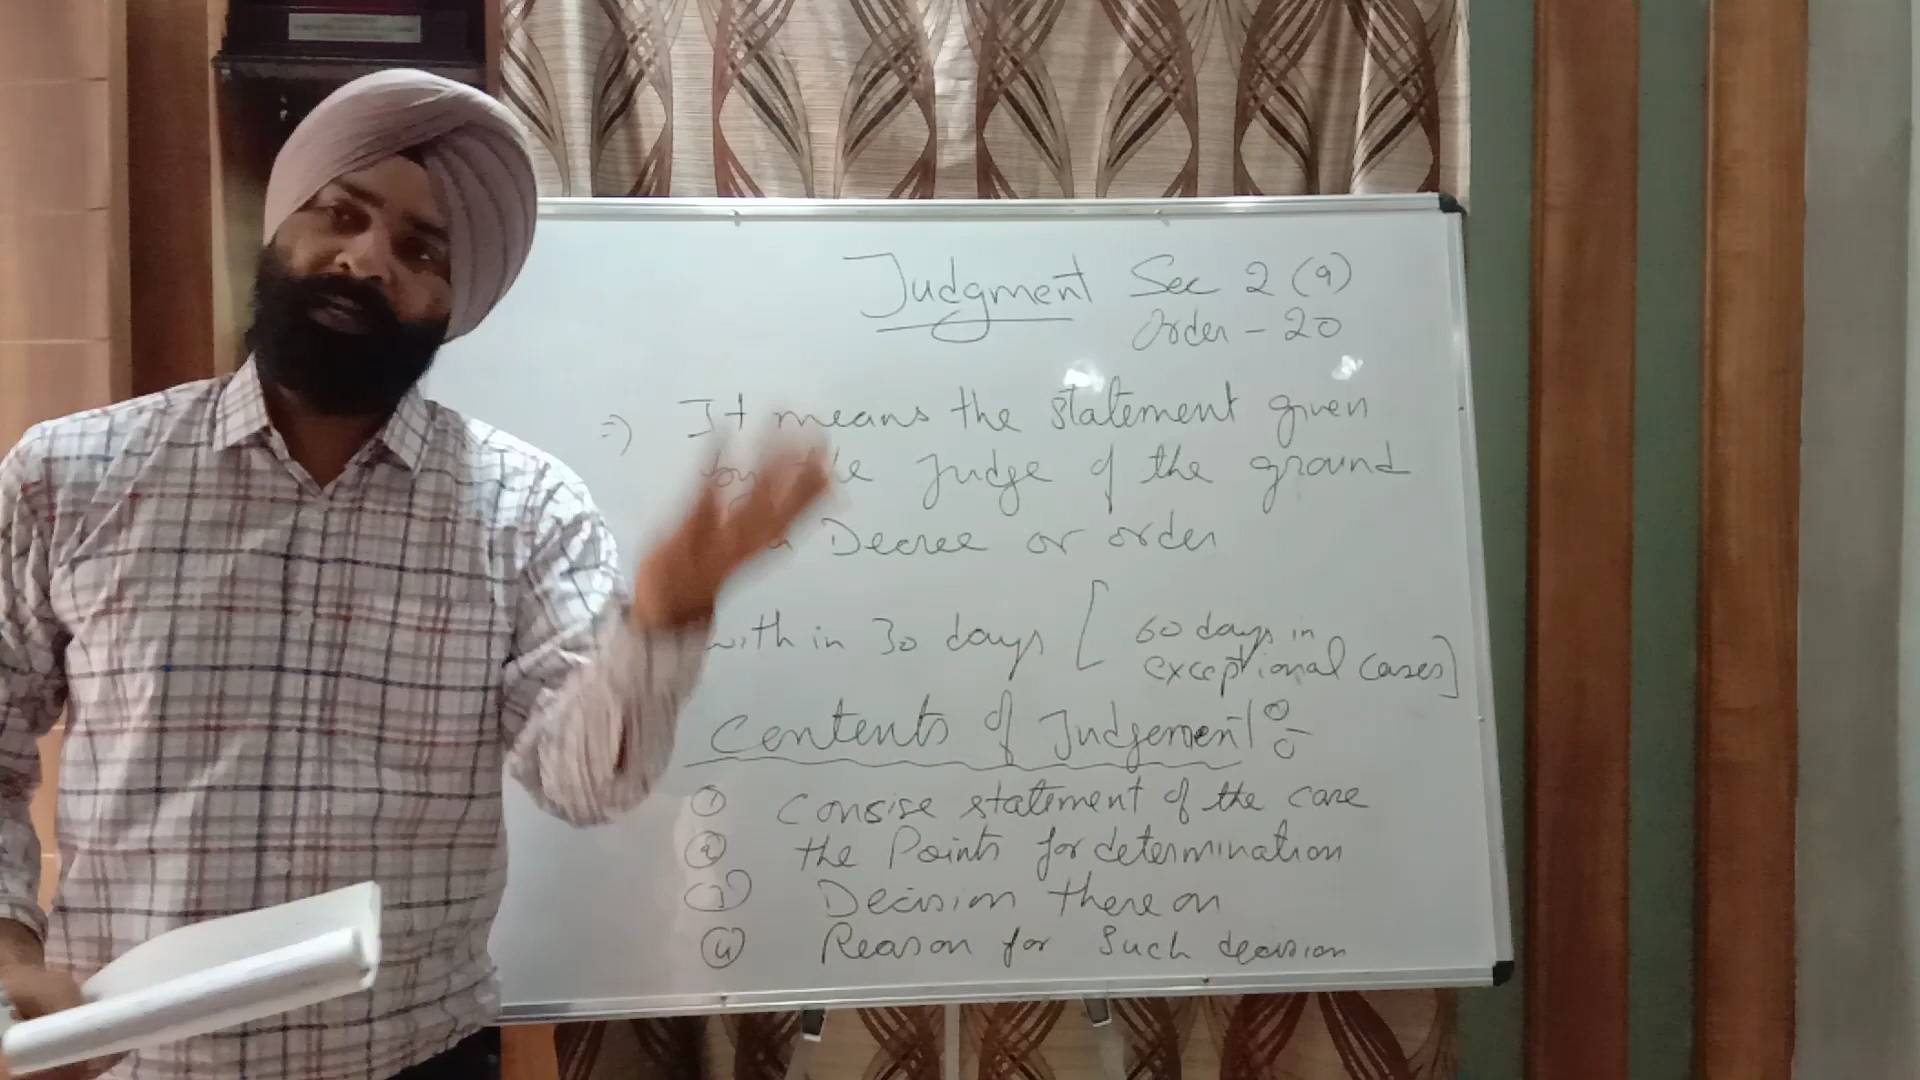 Judgment Sec 2 (9)
Order - 20
⇒ It means the statement given
by the Judge of the ground
a Decree or order
with in 30 days [ 60 days in
exceptional cases]
Contents of Judgement :-
① Consise statement of the case
② the Points for determination
③ Decision there on
④ Reason for Such decision